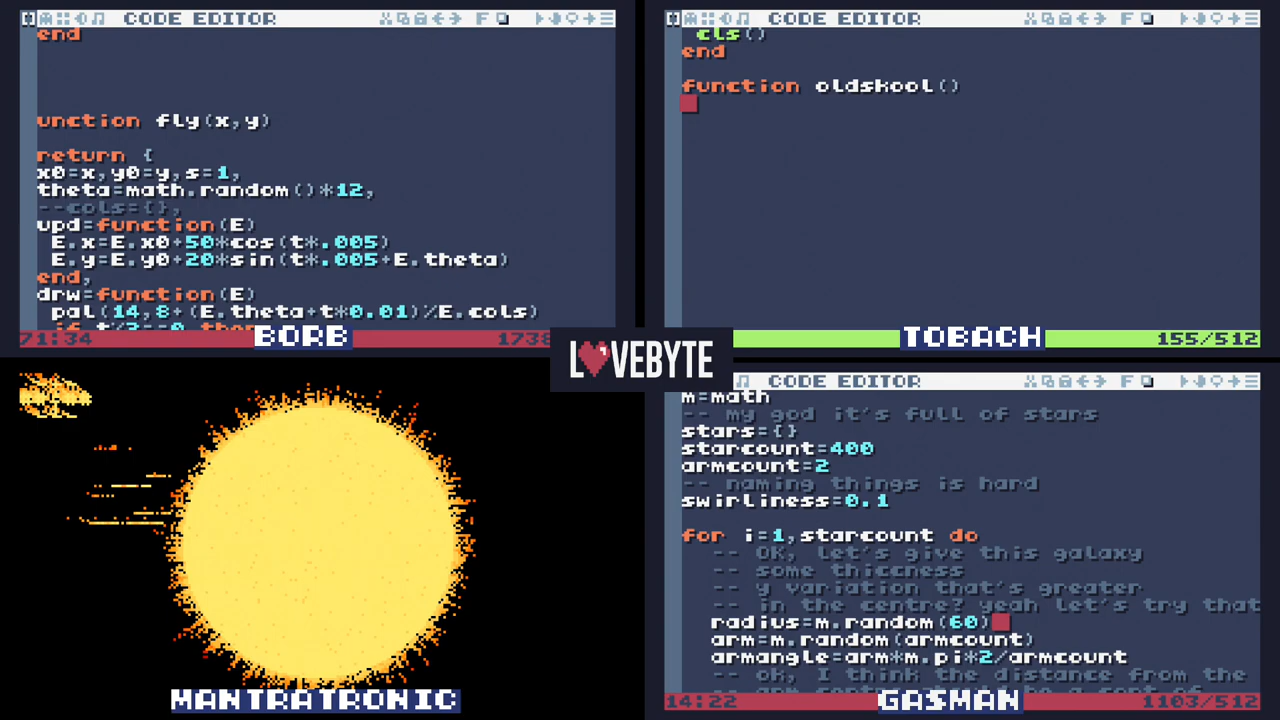 CODE EDITOR
F
end
unction fly(x,y)
return {
x0=x,y0=y,s=1,
theta=math.random()*12,
--cols={},
upd=function(E)
E.x=E.x0+50*cos(t*.005)
E.y=E.y0+20*sin(t*.005+E.theta)
end,
drw=function(E)
pal(14,8+(E.theta+t*0.01)%E.cols)
71:34
BORB
1738
CODE EDITOR
F
cls()
end
function oldskool()
TOBACH
155/512
LOVEBYTE
MANTRATRONIC
CODE EDITOR
F
m=math
-- my god it's full of stars
stars={}
starcount=400
armcount=2
-- naming things is hard
swirliness=0.1
for i=1,starcount do
-- OK, let's give this galaxy
-- some thiccness
-- y variation that's greater
-- in the centre? yeah let's try that
radius=m.random(60)
arm=m.random(armcount)
armangle=arm*m.pi*2/armcount
-- ok, I think the distance from the
14:22
GASMAN
1103/512